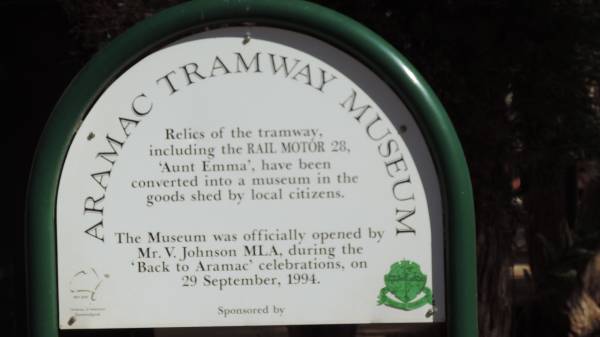 ARAMAC TRAMWAY MUSEUM
Relics of the tramway,
including the RAIL MOTOR 28,
'Aunt Emma', have been
converted into a museum in the
goods shed by local citizens.
The Museum was officially opened by
Mr. V. Johnson MLA, during the
'Back to Aramac' celebrations, on
29 September, 1994.
Sponsored by